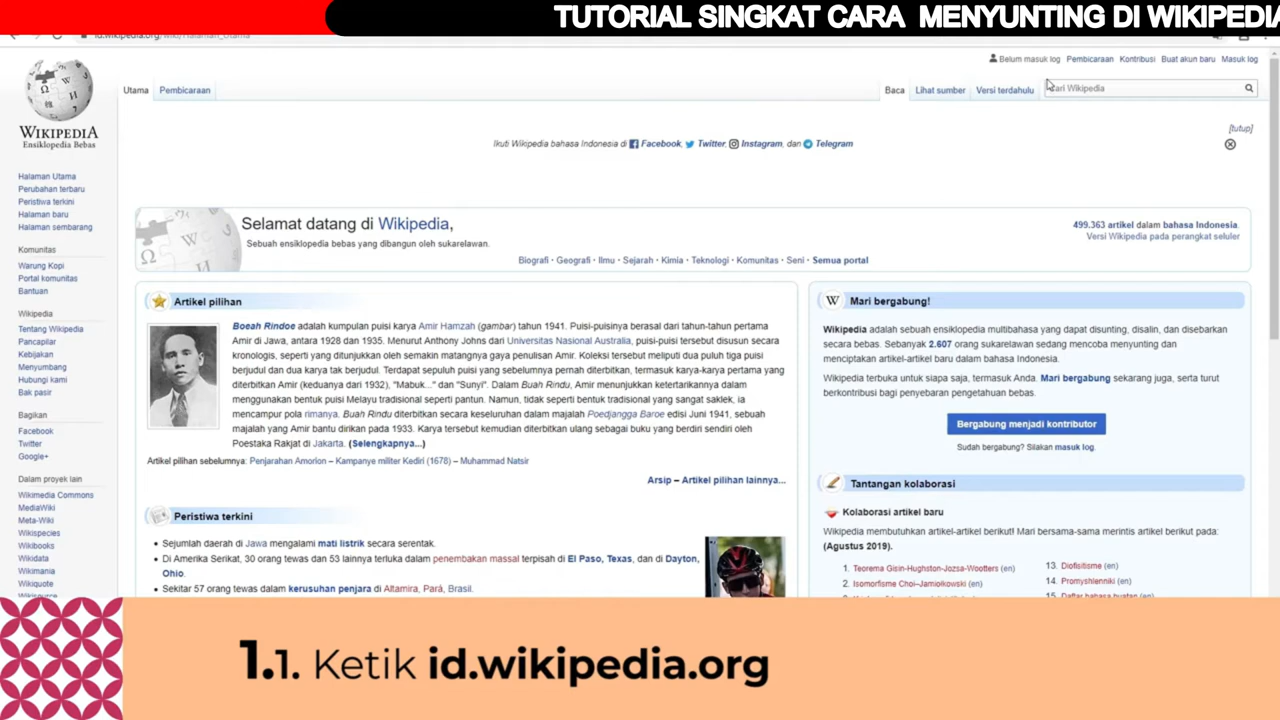 TUTORIAL SINGKAT CARA MENYUNTING DI WIKIPEDIA
id.wikipedia.org/wiki/Halaman_Utama
Belum masuk log Pembicaraan Kontribusi Buat akun baru Masuk log
Utama Pembicaraan Baca Lihat sumber Versi terdahulu Cari Wikipedia
WIKIPEDIA
Ensiklopedia Bebas
[tutup]
Ikuti Wikipedia bahasa Indonesia di Facebook, Twitter, Instagram, dan Telegram
Halaman Utama
Perubahan terbaru
Peristiwa terkini
Halaman baru
Halaman sembarang
Komunitas
Warung Kopi
Portal komunitas
Bantuan
Wikipedia
Tentang Wikipedia
Pancapilar
Kebijakan
Menyumbang
Hubungi kami
Bak pasir
Bagikan
Facebook
Twitter
Google+
Dalam proyek lain
Wikimedia Commons
MediaWiki
Meta-Wiki
Wikispecies
Wikibooks
Wikidata
Wikimania
Wikiquote
Wikisource
Selamat datang di Wikipedia,
Sebuah ensiklopedia bebas yang dibangun oleh sukarelawan.
499.363 artikel dalam bahasa Indonesia.
Versi Wikipedia pada perangkat seluler
Biografi · Geografi · Ilmu · Sejarah · Kimia · Teknologi · Komunitas · Seni · Semua portal
Artikel pilihan
Boeah Rindoe adalah kumpulan puisi karya Amir Hamzah (gambar) tahun 1941. Puisi-puisinya berasal dari tahun-tahun pertama
Amir di Jawa, antara 1928 dan 1935. Menurut Anthony Johns dari Universitas Nasional Australia, puisi-puisi tersebut disusun secara
kronologis, seperti yang ditunjukkan oleh semakin matangnya gaya penulisan Amir. Koleksi tersebut meliputi dua puluh tiga puisi
berjudul dan dua karya tak berjudul. Terdapat sepuluh puisi yang sebelumnya pernah diterbitkan, termasuk karya-karya pertama yang
diterbitkan Amir (keduanya dari 1932), "Mabuk..." dan "Sunyi". Dalam Buah Rindu, Amir menunjukkan ketertarikannya dalam
menggunakan bentuk puisi Melayu tradisional seperti pantun. Namun, tidak seperti bentuk tradisional yang sangat saklek, ia
mencampur pola rimanya. Buah Rindu diterbitkan secara keseluruhan dalam majalah Poedjangga Baroe edisi Juni 1941, sebuah
majalah yang Amir bantu dirikan pada 1933. Karya tersebut kemudian diterbitkan ulang sebagai buku yang berdiri sendiri oleh
Poestaka Rakjat di Jakarta. (Selengkapnya...)
Artikel pilihan sebelumnya: Penjarahan Amorion – Kampanye militer Kediri (1678) – Muhammad Natsir
Arsip – Artikel pilihan lainnya...
Peristiwa terkini
Sejumlah daerah di Jawa mengalami mati listrik secara serentak.
Di Amerika Serikat, 30 orang tewas dan 53 lainnya terluka dalam penembakan massal terpisah di El Paso, Texas, dan di Dayton,
Ohio.
Sekitar 57 orang tewas dalam kerusuhan penjara di Altamira, Pará, Brasil.
Mari bergabung!
Wikipedia adalah sebuah ensiklopedia multibahasa yang dapat disunting, disalin, dan disebarkan
secara bebas. Sebanyak 2.607 orang sukarelawan sedang mencoba menyunting dan
menciptakan artikel-artikel baru dalam bahasa Indonesia.
Wikipedia terbuka untuk siapa saja, termasuk Anda. Mari bergabung sekarang juga, serta turut
berkontribusi bagi penyebaran pengetahuan bebas.
Bergabung menjadi kontributor
Sudah bergabung? Silakan masuk log.
Tantangan kolaborasi
Kolaborasi artikel baru
Wikipedia membutuhkan artikel-artikel berikut! Mari bersama-sama merintis artikel berikut pada:
(Agustus 2019).
1. Teorema Gisin-Hughston-Jozsa-Wootters (en)
2. Isomorfisme Choi–Jamiołkowski (en)
13. Diofisitisme (en)
14. Promyshlenniki (en)
15. Daftar bahasa buatan (en)
1.1. Ketik id.wikipedia.org